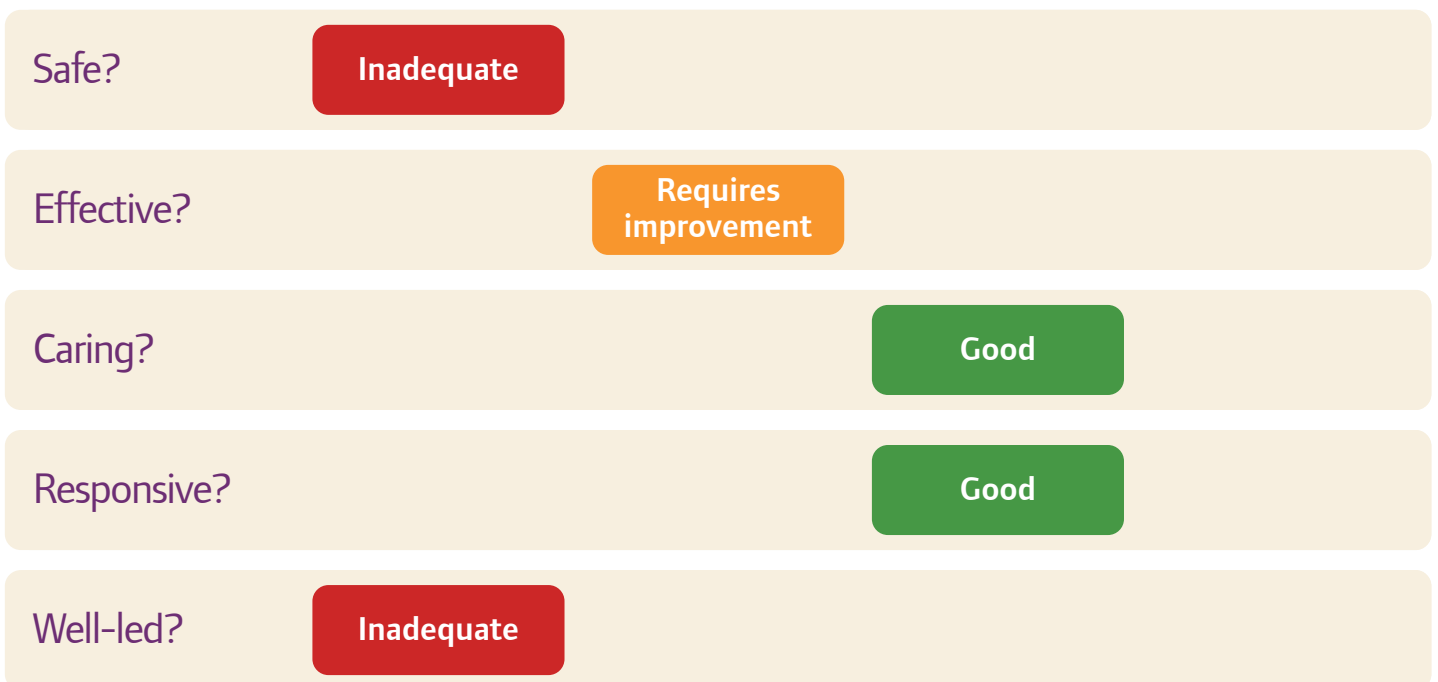 Safe?
Inadequate
Effective?
Requires
improvement
Caring?
Good
Responsive?
Good
Well-led?
Inadequate